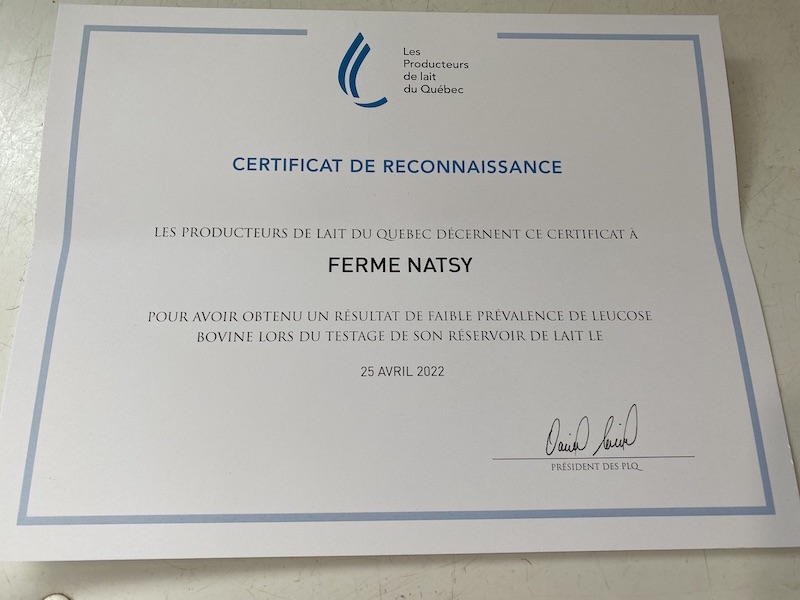 Les
Producteurs
de lait
du Québec
CERTIFICAT DE RECONNAISSANCE
LES PRODUCTEURS DE LAIT DU QUEBEC DÉCERNENT CE CERTIFICAT À
FERME NATSY
POUR AVOIR OBTENU UN RÉSULTAT DE FAIBLE PRÉVALENCE DE LEUCOSE
BOVINE LORS DU TESTAGE DE SON RÉSERVOIR DE LAIT LE
25 AVRIL 2022
PRÉSIDENT DES PLQ